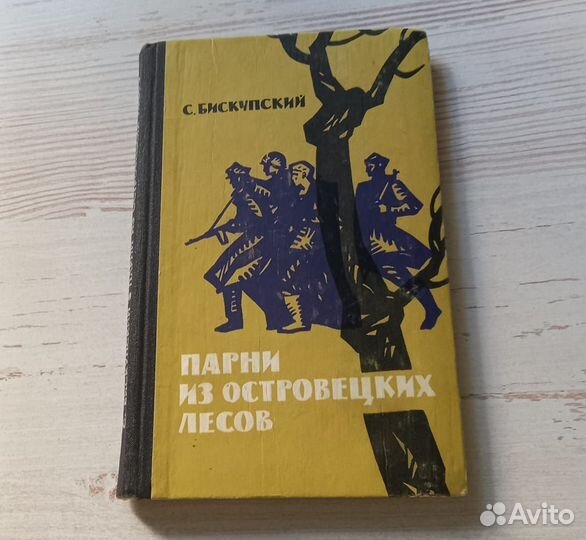 С. БИСКУПСКИЙ
ПАРНИ
ИЗ ОСТРОВЕЦКИХ
ЛЕСОВ
Avito